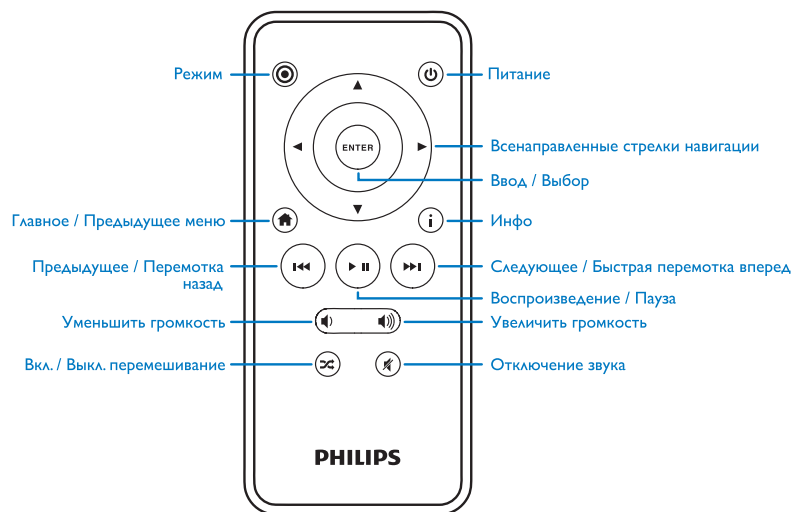 Режим
Питание
ENTER
Всенаправленные стрелки навигации
Ввод / Выбор
Главное / Предыдущее меню
Инфо
Предыдущее / Перемотка
назад
Следующее / Быстрая перемотка вперед
Воспроизведение / Пауза
Уменьшить громкость
Увеличить громкость
Вкл. / Выкл. перемешивание
Отключение звука
PHILIPS